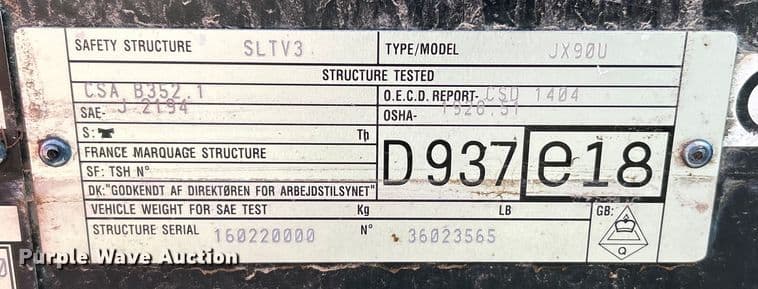 SAFETY STRUCTURE SLTV3 TYPE/MODEL JX90U
STRUCTURE TESTED
CSA B352.1 O.E.C.D. REPORT- CSD 1404
SAE- J 2194 OSHA- 1928.51
S: Th
FRANCE MARQUAGE STRUCTURE D937 e18
SF: TSH N°
DK:"GODKENDT AF DIREKTØREN FOR ARBEJDSTILSYNET"
VEHICLE WEIGHT FOR SAE TEST Kg LB GB:
STRUCTURE SERIAL 160220000 N° 36023565 Q
Purple Wave Auction